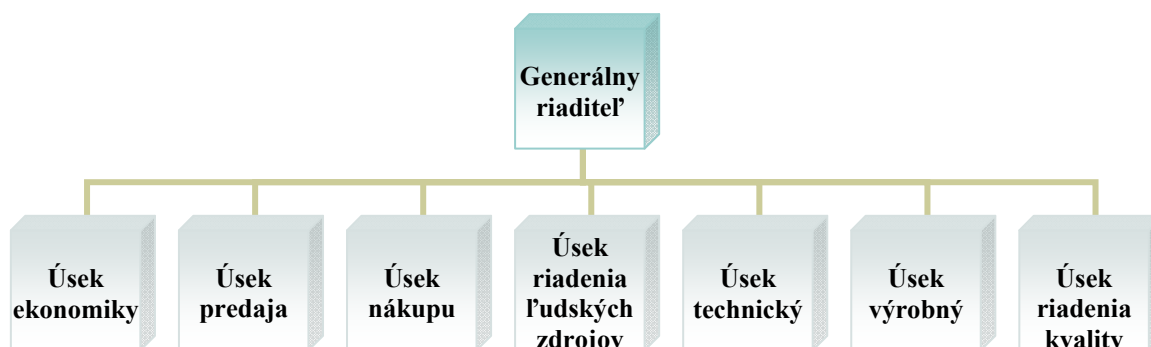 Generálny
riaditeľ
Úsek
ekonomiky
Úsek
predaja
Úsek
nákupu
Úsek
riadenia
ľudských
zdrojov
Úsek
technický
Úsek
výrobný
Úsek
riadenia
kvality